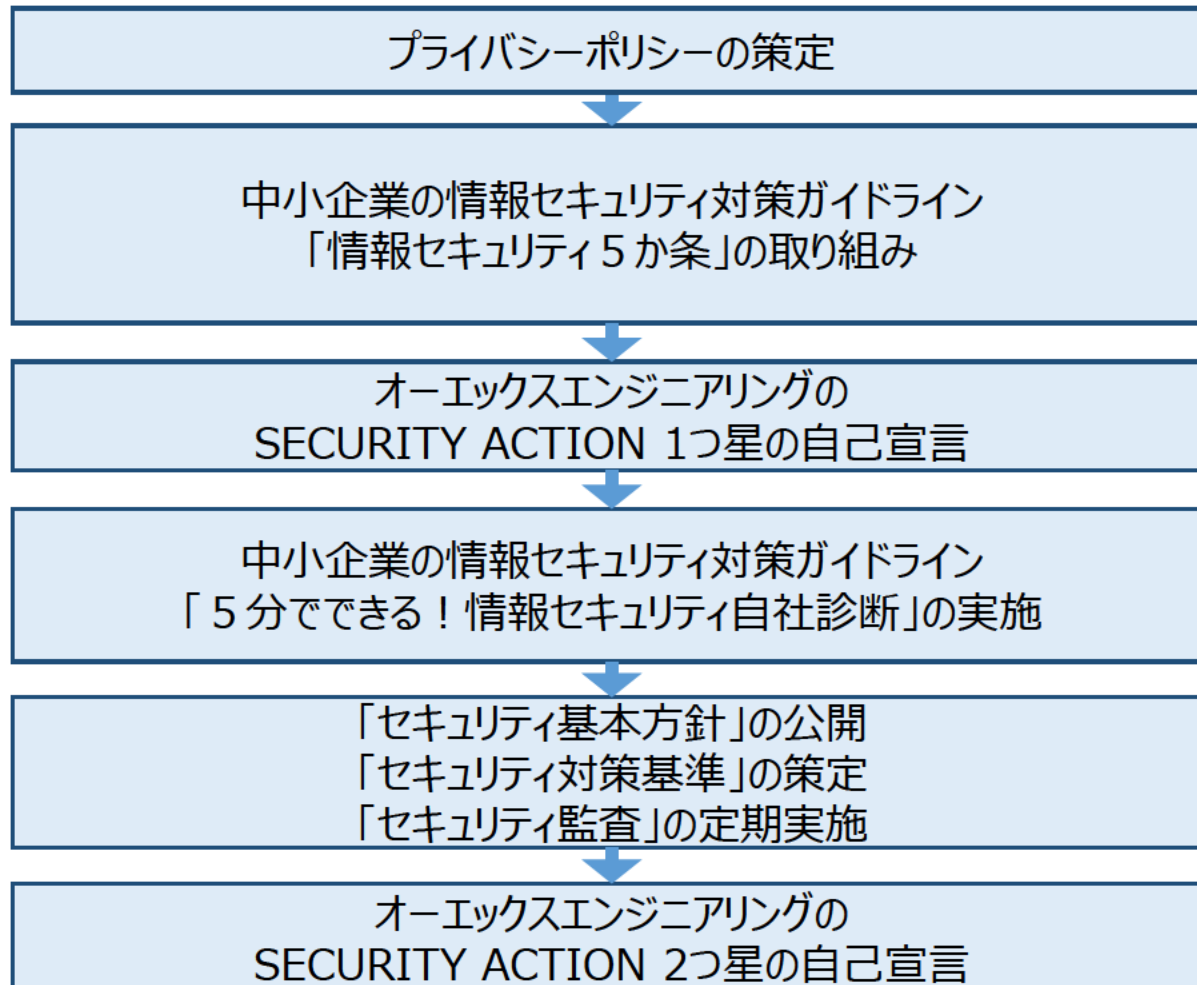 プライバシーポリシーの策定
中小企業の情報セキュリティ対策ガイドライン
「情報セキュリティ５か条」の取り組み
オーエックスエンジニアリングの
SECURITY ACTION 1つ星の自己宣言
中小企業の情報セキュリティ対策ガイドライン
「５分でできる！情報セキュリティ自社診断」の実施
「セキュリティ基本方針」の公開
「セキュリティ対策基準」の策定
「セキュリティ監査」の定期実施
オーエックスエンジニアリングの
SECURITY ACTION 2つ星の自己宣言